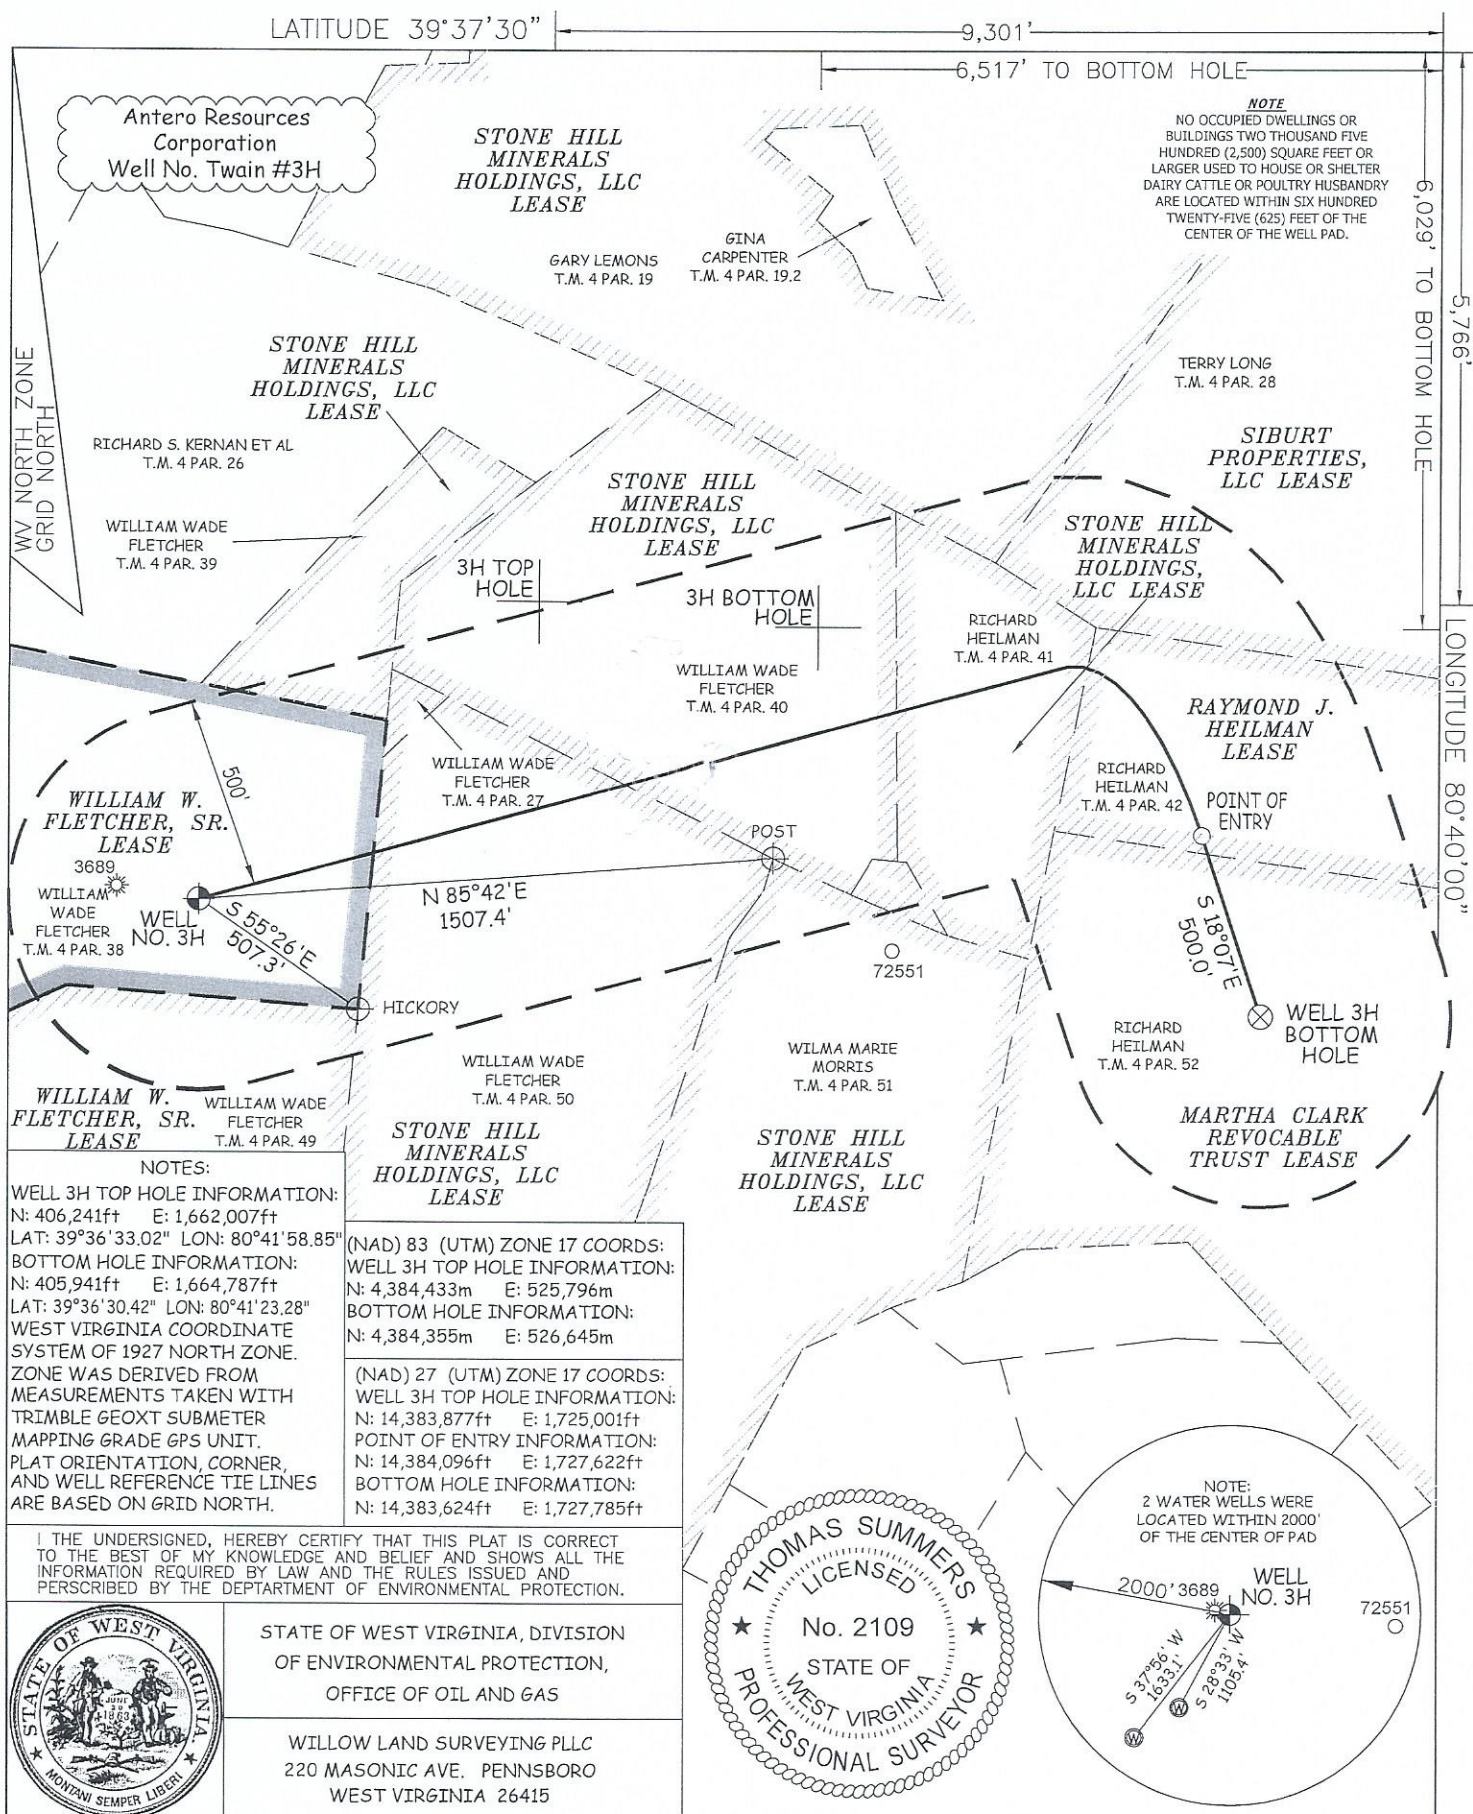 LATITUDE 39°37'30"
9,301'
6,517' TO BOTTOM HOLE
Antero Resources
Corporation
Well No. Twain #3H
STONE HILL
MINERALS
HOLDINGS, LLC
LEASE
NOTE
NO OCCUPIED DWELLINGS OR
BUILDINGS TWO THOUSAND FIVE
HUNDRED (2,500) SQUARE FEET OR
LARGER USED TO HOUSE OR SHELTER
DAIRY CATTLE OR POULTRY HUSBANDRY
ARE LOCATED WITHIN SIX HUNDRED
TWENTY-FIVE (625) FEET OF THE
CENTER OF THE WELL PAD.
6,029' TO BOTTOM HOLE
5,766'
GARY LEMONS
T.M. 4 PAR. 19
GINA
CARPENTER
T.M. 4 PAR. 19.2
WV NORTH ZONE
GRID NORTH
STONE HILL
MINERALS
HOLDINGS, LLC
LEASE
TERRY LONG
T.M. 4 PAR. 28
RICHARD S. KERNAN ET AL
T.M. 4 PAR. 26
SIBURT
PROPERTIES,
LLC LEASE
STONE HILL
MINERALS
HOLDINGS, LLC
LEASE
WILLIAM WADE
FLETCHER
T.M. 4 PAR. 39
STONE HILL
MINERALS
HOLDINGS,
LLC LEASE
3H TOP
HOLE
3H BOTTOM
HOLE
RICHARD
HEILMAN
T.M. 4 PAR. 41
WILLIAM WADE
FLETCHER
T.M. 4 PAR. 40
LONGITUDE 80°40'00"
RAYMOND J.
HEILMAN
LEASE
500'
WILLIAM WADE
FLETCHER
T.M. 4 PAR. 27
RICHARD
HEILMAN
T.M. 4 PAR. 42
POINT OF
ENTRY
WILLIAM W.
FLETCHER, SR.
LEASE
3689
POST
WILLIAM
WADE
FLETCHER
T.M. 4 PAR. 38
WELL
NO. 3H
N 85°42'E
1507.4'
S 55°26'E
507.3'
72551
S 18°07'E
500.0'
HICKORY
WELL 3H
BOTTOM
HOLE
RICHARD
HEILMAN
T.M. 4 PAR. 52
WILMA MARIE
MORRIS
T.M. 4 PAR. 51
WILLIAM WADE
FLETCHER
T.M. 4 PAR. 50
WILLIAM W.
FLETCHER, SR.
LEASE
WILLIAM WADE
FLETCHER
T.M. 4 PAR. 49
STONE HILL
MINERALS
HOLDINGS, LLC
LEASE
STONE HILL
MINERALS
HOLDINGS, LLC
LEASE
MARTHA CLARK
REVOCABLE
TRUST LEASE
NOTES:
WELL 3H TOP HOLE INFORMATION:
N: 406,241ft E: 1,662,007ft
LAT: 39°36'33.02" LON: 80°41'58.85"
BOTTOM HOLE INFORMATION:
N: 405,941ft E: 1,664,787ft
LAT: 39°36'30.42" LON: 80°41'23.28"
WEST VIRGINIA COORDINATE
SYSTEM OF 1927 NORTH ZONE.
ZONE WAS DERIVED FROM
MEASUREMENTS TAKEN WITH
TRIMBLE GEOXT SUBMETER
MAPPING GRADE GPS UNIT.
PLAT ORIENTATION, CORNER,
AND WELL REFERENCE TIE LINES
ARE BASED ON GRID NORTH.
(NAD) 83 (UTM) ZONE 17 COORDS:
WELL 3H TOP HOLE INFORMATION:
N: 4,384,433m E: 525,796m
BOTTOM HOLE INFORMATION:
N: 4,384,355m E: 526,645m
(NAD) 27 (UTM) ZONE 17 COORDS:
WELL 3H TOP HOLE INFORMATION:
N: 14,383,877ft E: 1,725,001ft
POINT OF ENTRY INFORMATION:
N: 14,384,096ft E: 1,727,622ft
BOTTOM HOLE INFORMATION:
N: 14,383,624ft E: 1,727,785ft
I THE UNDERSIGNED, HEREBY CERTIFY THAT THIS PLAT IS CORRECT
TO THE BEST OF MY KNOWLEDGE AND BELIEF AND SHOWS ALL THE
INFORMATION REQUIRED BY LAW AND THE RULES ISSUED AND
PERSCRIBED BY THE DEPTARTMENT OF ENVIRONMENTAL PROTECTION.
STATE OF WEST VIRGINIA
JUNE
20
1863
MONTANI SEMPER LIBERI
STATE OF WEST VIRGINIA, DIVISION
OF ENVIRONMENTAL PROTECTION,
OFFICE OF OIL AND GAS
WILLOW LAND SURVEYING PLLC
220 MASONIC AVE. PENNSBORO
WEST VIRGINIA 26415
THOMAS SUMMERS
LICENSED
No. 2109
STATE OF
WEST VIRGINIA
PROFESSIONAL SURVEYOR
NOTE:
2 WATER WELLS WERE
LOCATED WITHIN 2000'
OF THE CENTER OF PAD
2000'
3689
WELL
NO. 3H
72551
S 37°56' W
1633.1'
S 28°33' W
1105.4'
W
W